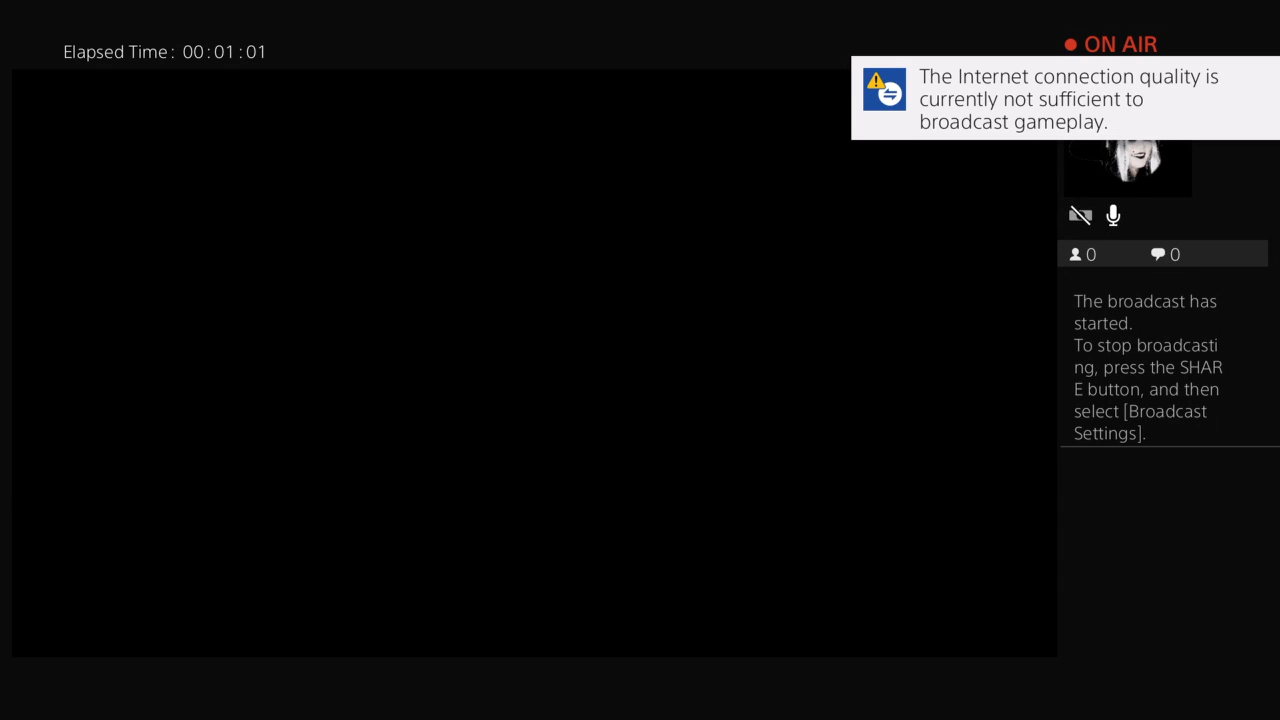 Elapsed Time: 00:01:01
ON AIR
The Internet connection quality is
currently not sufficient to
broadcast gameplay.
0
0
The broadcast has
started.
To stop broadcasti
ng, press the SHAR
E button, and then
select [Broadcast
Settings].